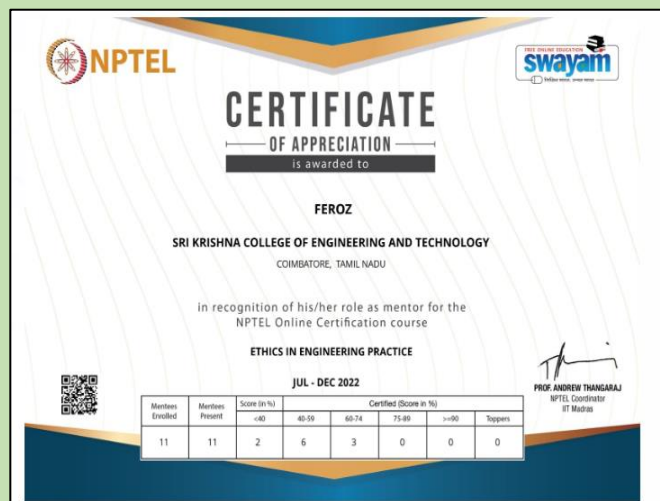 NPTEL
FREE ONLINE EDUCATION
swayam
शिक्षित भारत, उन्नत भारत
CERTIFICATE
OF APPRECIATION
is awarded to
FEROZ
SRI KRISHNA COLLEGE OF ENGINEERING AND TECHNOLOGY
COIMBATORE, TAMIL NADU
in recognition of his/her role as mentor for the
NPTEL Online Certification course
ETHICS IN ENGINEERING PRACTICE
JUL - DEC 2022
PROF. ANDREW THANGARAJ
NPTEL Coordinator
IIT Madras
Mentees Enrolled Mentees Present Score (in %) Certified (Score in %)
<40 40-59 60-74 75-89 >=90 Toppers
11 11 2 6 3 0 0 0